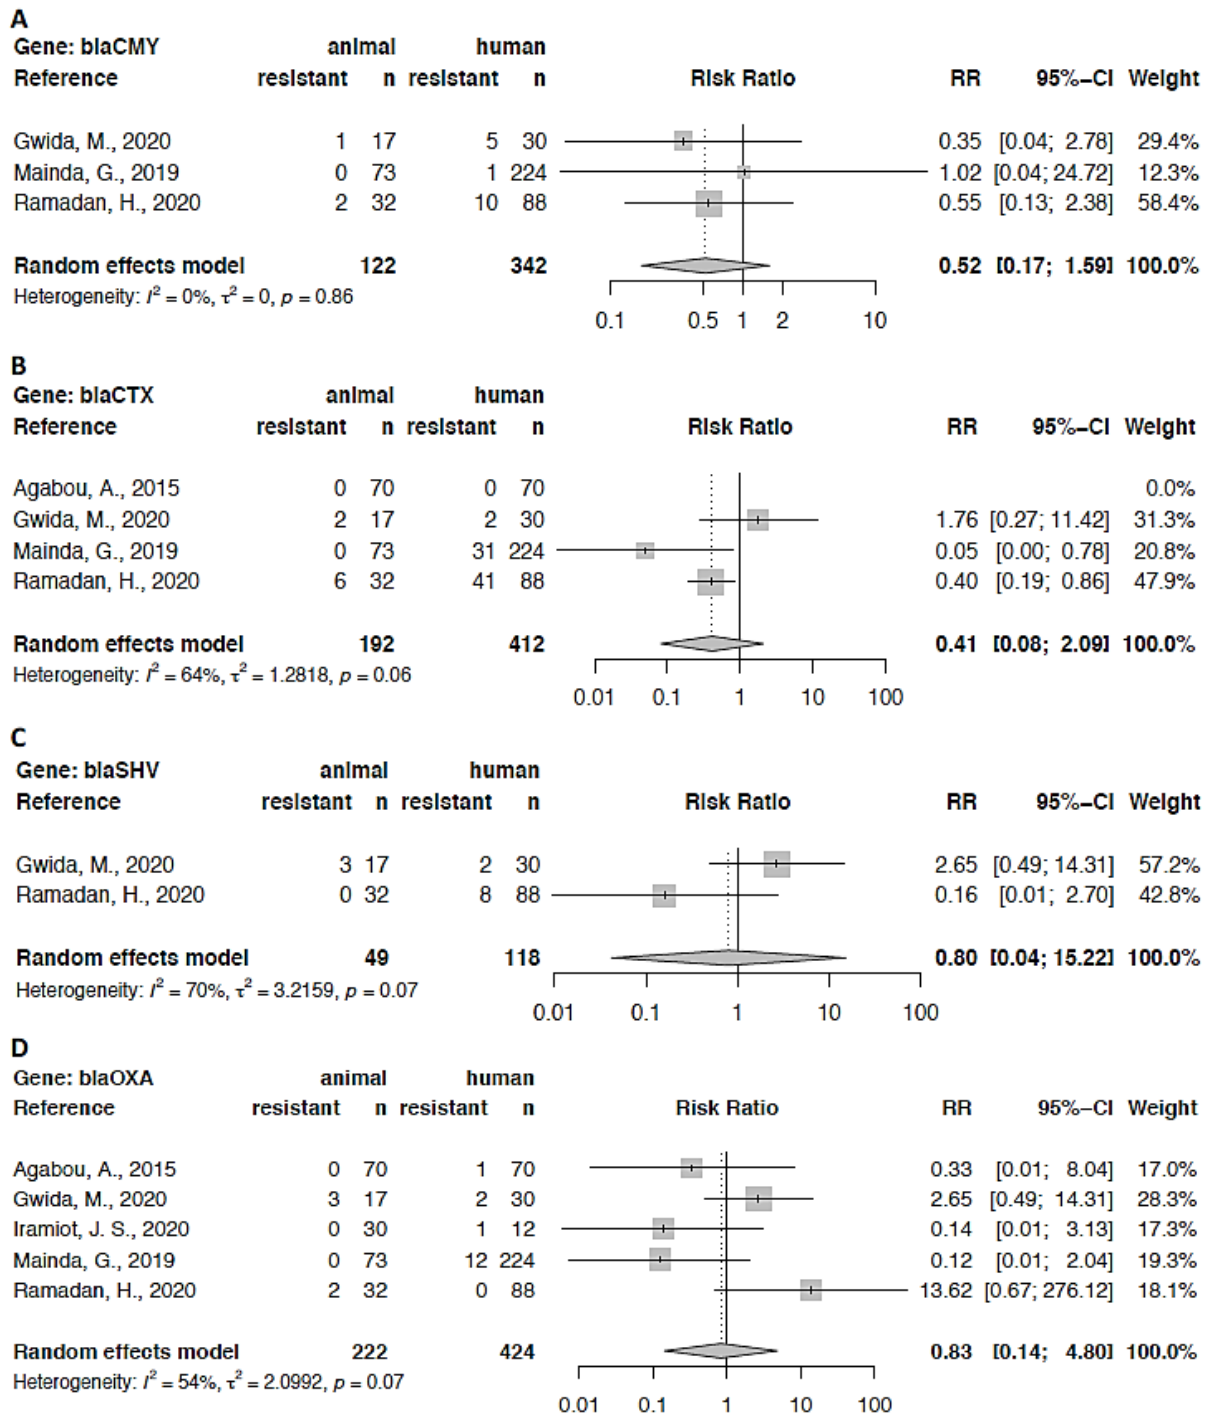 A
Gene: blaCMY animal human
Reference resistant n resistant n Risk Ratio RR 95%−CI Weight
Gwida, M., 2020 1 17 5 30 0.35 [0.04; 2.78] 29.4%
Mainda, G., 2019 0 73 1 224 1.02 [0.04; 24.72] 12.3%
Ramadan, H., 2020 2 32 10 88 0.55 [0.13; 2.38] 58.4%
Random effects model 122 342 0.52 [0.17; 1.59] 100.0%
Heterogeneity: I² = 0%, τ² = 0, p = 0.86
0.1 0.5 1 2 10
B
Gene: blaCTX animal human
Reference resistant n resistant n Risk Ratio RR 95%−CI Weight
Agabou, A., 2015 0 70 0 70 0.0%
Gwida, M., 2020 2 17 2 30 1.76 [0.27; 11.42] 31.3%
Mainda, G., 2019 0 73 31 224 0.05 [0.00; 0.78] 20.8%
Ramadan, H., 2020 6 32 41 88 0.40 [0.19; 0.86] 47.9%
Random effects model 192 412 0.41 [0.08; 2.09] 100.0%
Heterogeneity: I² = 64%, τ² = 1.2818, p = 0.06
0.01 0.1 1 10 100
C
Gene: blaSHV animal human
Reference resistant n resistant n Risk Ratio RR 95%−CI Weight
Gwida, M., 2020 3 17 2 30 2.65 [0.49; 14.31] 57.2%
Ramadan, H., 2020 0 32 8 88 0.16 [0.01; 2.70] 42.8%
Random effects model 49 118 0.80 [0.04; 15.22] 100.0%
Heterogeneity: I² = 70%, τ² = 3.2159, p = 0.07
0.01 0.1 1 10 100
D
Gene: blaOXA animal human
Reference resistant n resistant n Risk Ratio RR 95%−CI Weight
Agabou, A., 2015 0 70 1 70 0.33 [0.01; 8.04] 17.0%
Gwida, M., 2020 3 17 2 30 2.65 [0.49; 14.31] 28.3%
Iramiot, J. S., 2020 0 30 1 12 0.14 [0.01; 3.13] 17.3%
Mainda, G., 2019 0 73 12 224 0.12 [0.01; 2.04] 19.3%
Ramadan, H., 2020 2 32 0 88 13.62 [0.67; 276.12] 18.1%
Random effects model 222 424 0.83 [0.14; 4.80] 100.0%
Heterogeneity: I² = 54%, τ² = 2.0992, p = 0.07
0.01 0.1 1 10 100